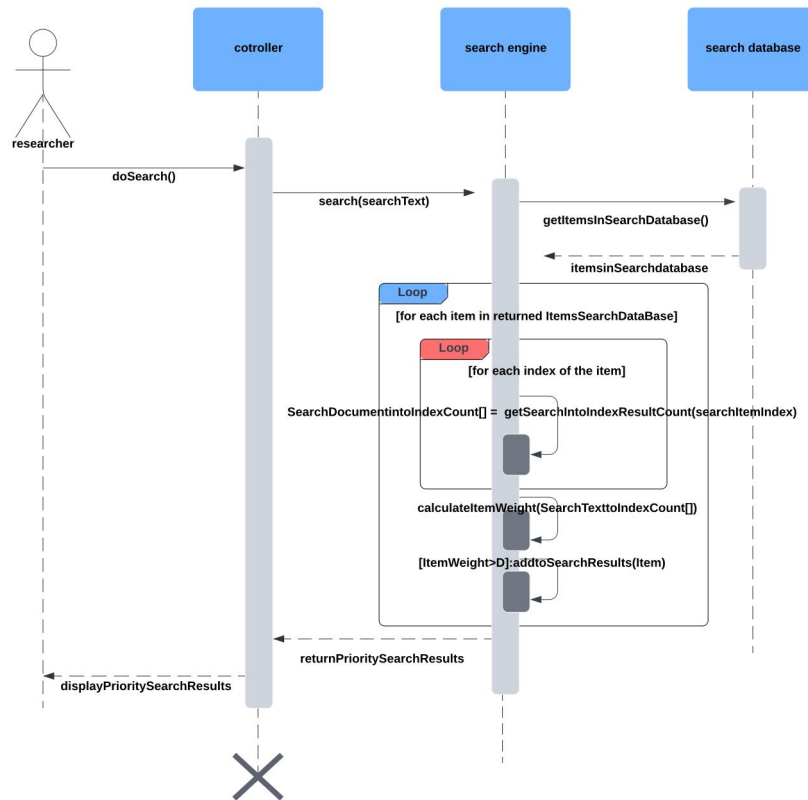 cotroller
search engine
search database
researcher
doSearch()
search(searchText)
getItemsInSearchDatabase()
itemsinSearchdatabase
Loop
[for each item in returned ItemsSearchDataBase]
Loop
[for each index of the item]
SearchDocumentintoIndexCount[] = getSearchIntoIndexResultCount(searchItemIndex)
calculateItemWeight(SearchTexttoIndexCount[])
[ItemWeight>D]:addtoSearchResults(Item)
returnPrioritySearchResults
displayPrioritySearchResults